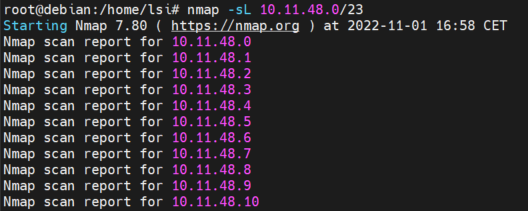 root@debian:/home/lsi# nmap -sL 10.11.48.0/23
Starting Nmap 7.80 ( https://nmap.org ) at 2022-11-01 16:58 CET
Nmap scan report for 10.11.48.0
Nmap scan report for 10.11.48.1
Nmap scan report for 10.11.48.2
Nmap scan report for 10.11.48.3
Nmap scan report for 10.11.48.4
Nmap scan report for 10.11.48.5
Nmap scan report for 10.11.48.6
Nmap scan report for 10.11.48.7
Nmap scan report for 10.11.48.8
Nmap scan report for 10.11.48.9
Nmap scan report for 10.11.48.10